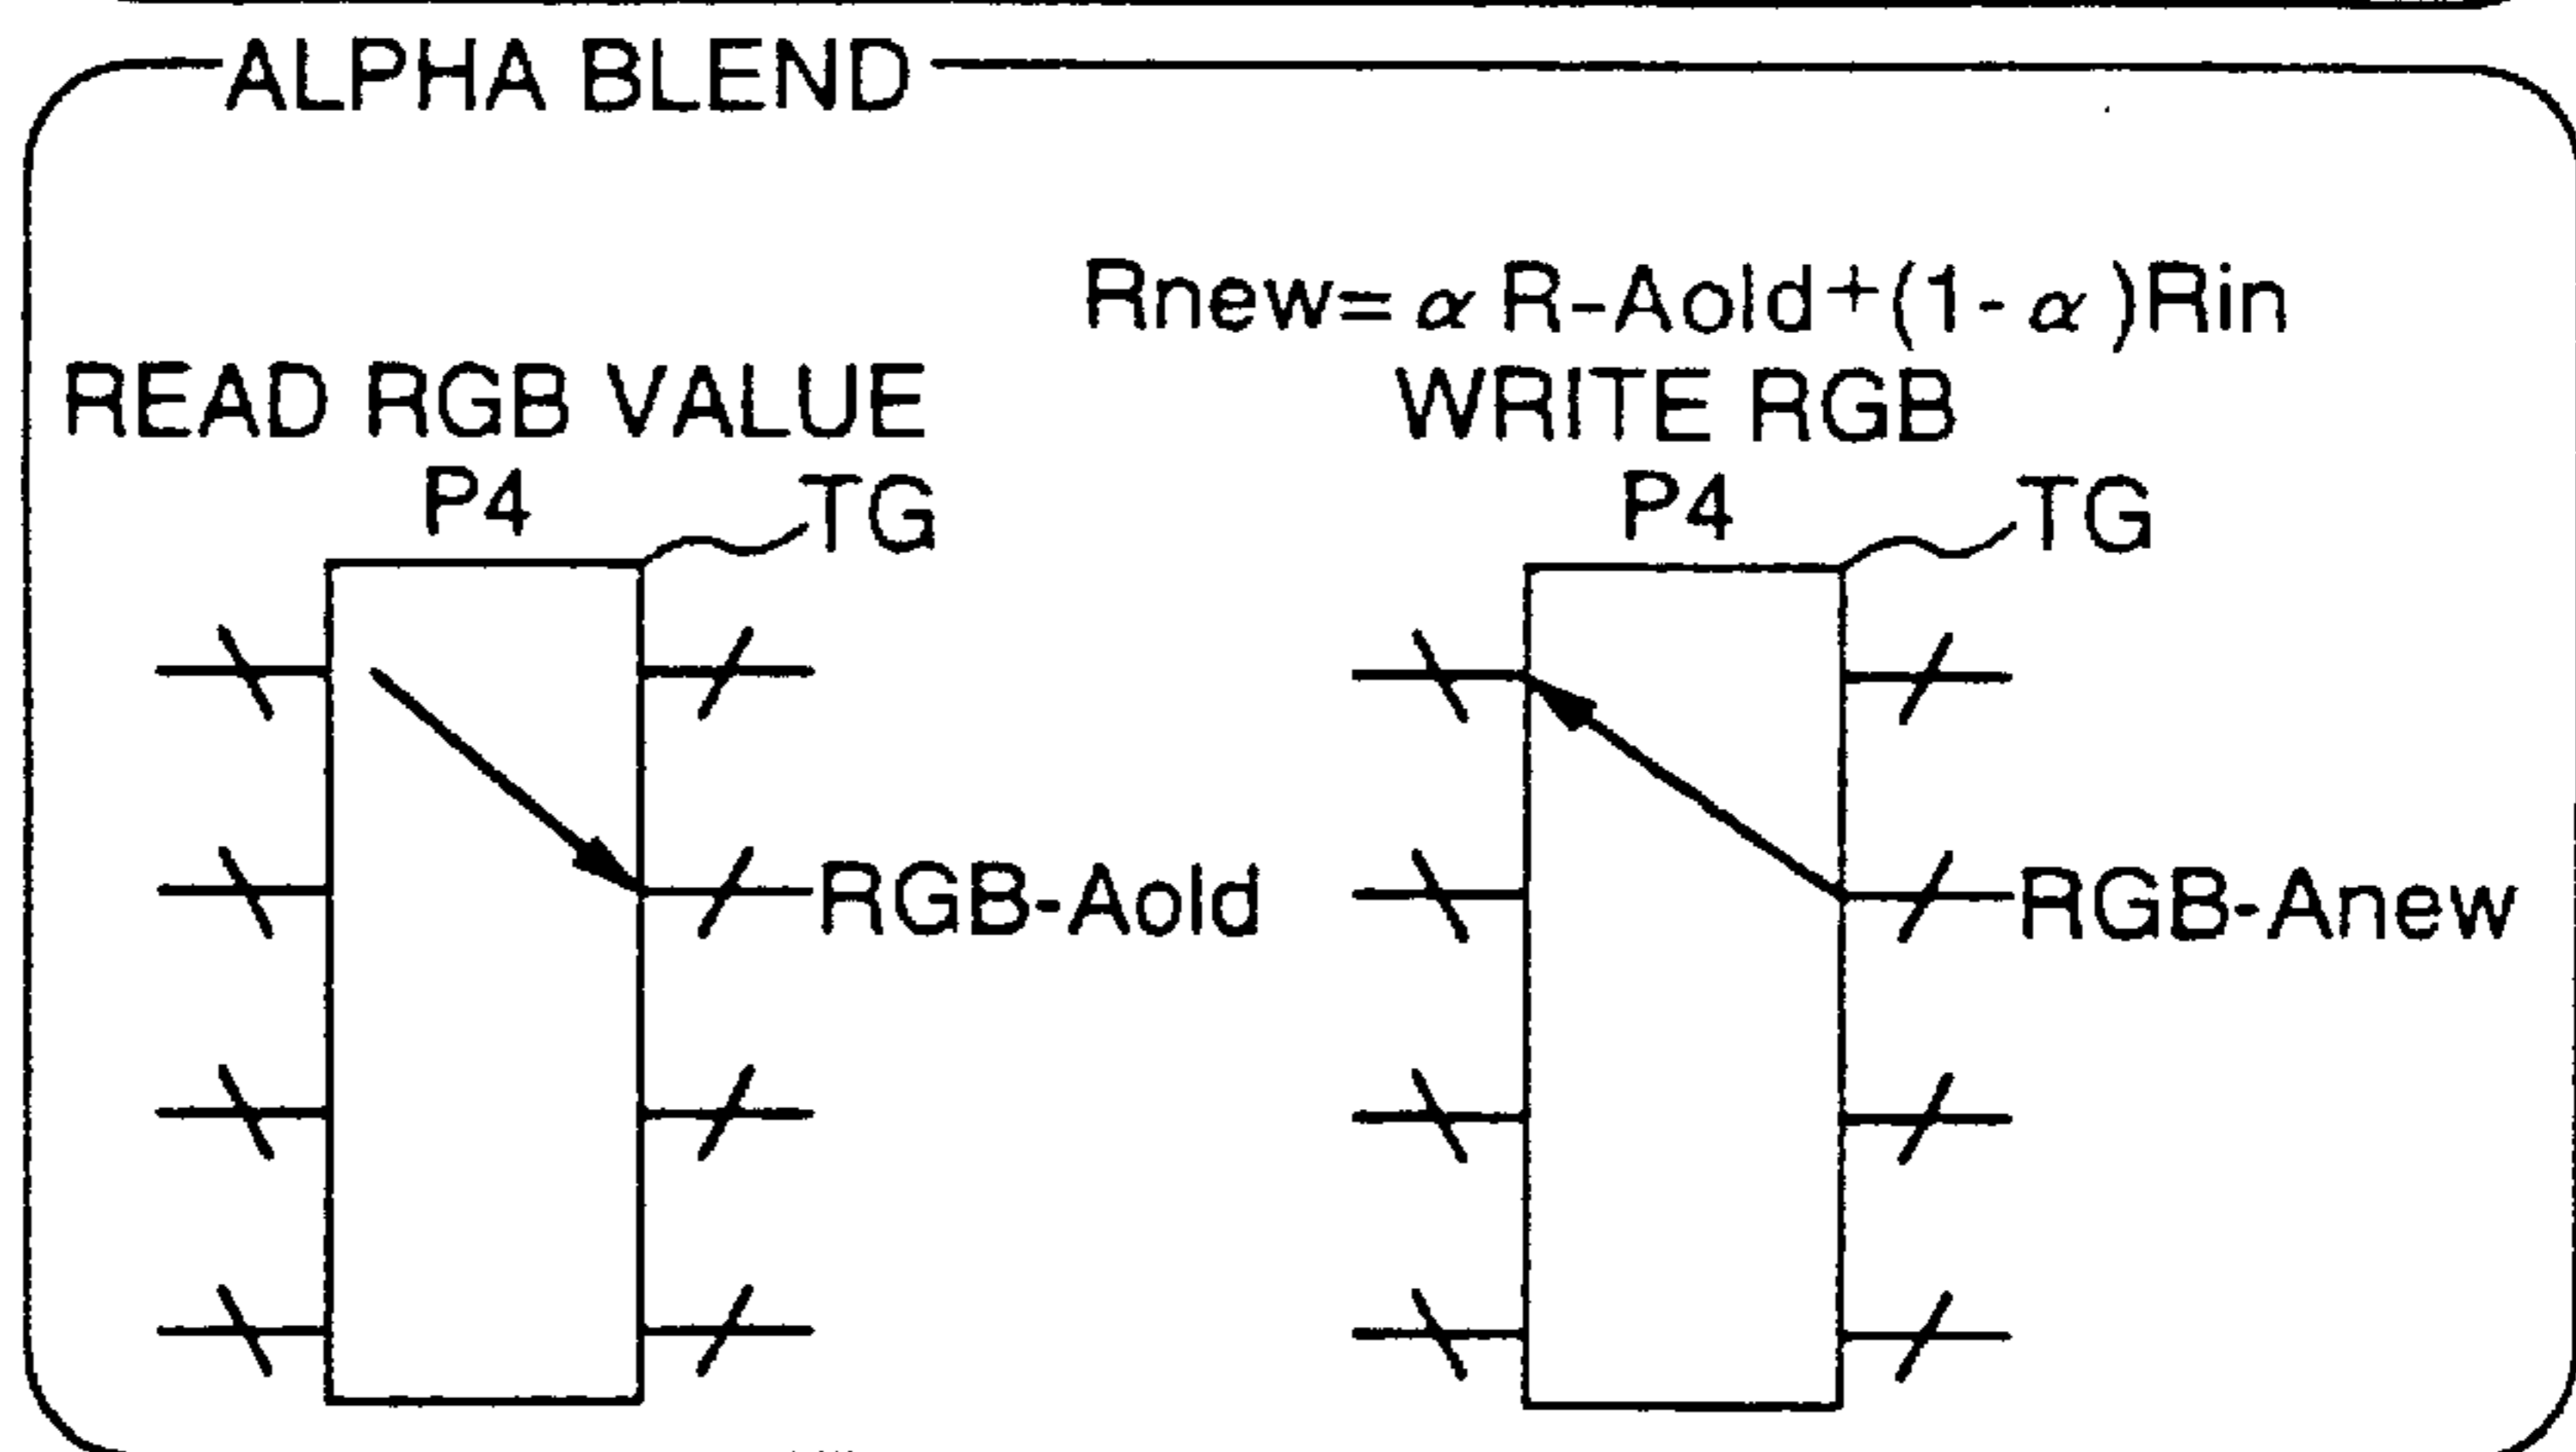 ALPHA BLEND
Rnew= α R-Aold+(1- α )Rin
READ RGB VALUE
WRITE RGB
P4
TG
P4
TG
RGB-Aold
RGB-Anew